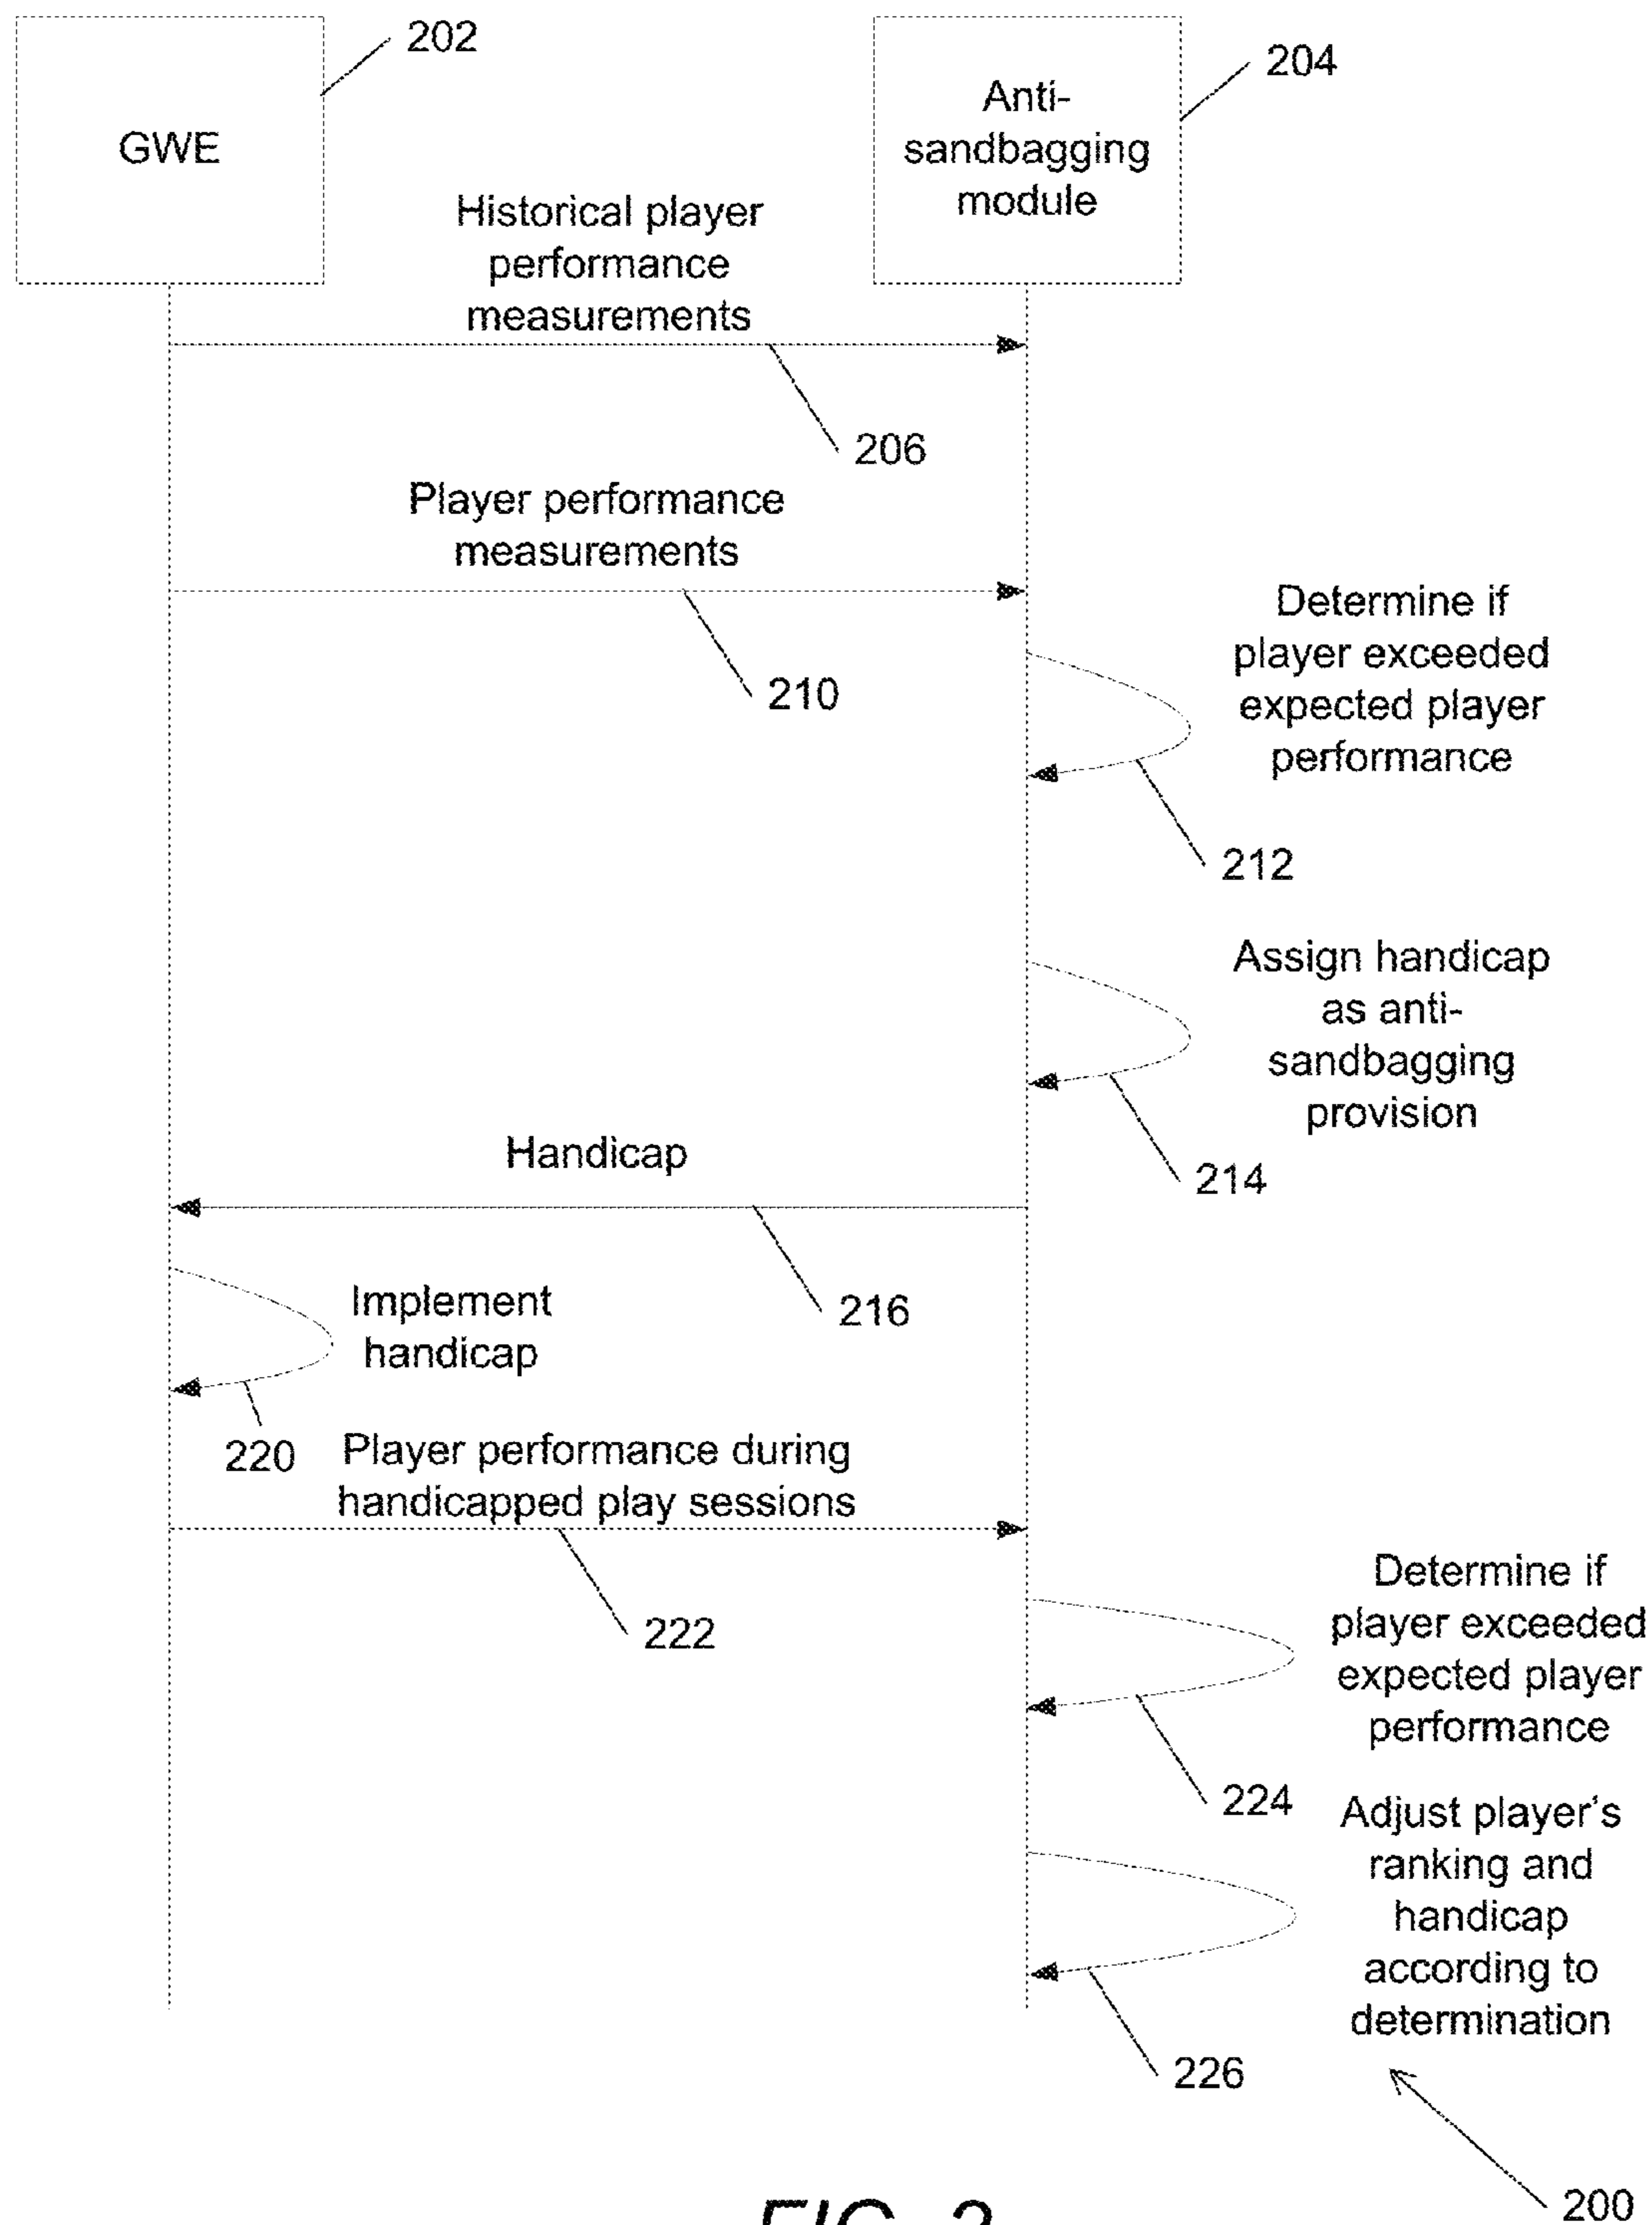 202
GWE
204
Anti-
sandbagging
module
Historical player
performance
measurements
206
Player performance
measurements
210
Determine if
player exceeded
expected player
performance
212
Assign handicap
as anti-
sandbagging
provision
214
Handicap
216
Implement
handicap
220
Player performance during
handicapped play sessions
222
Determine if
player exceeded
expected player
performance
224
Adjust player's
ranking and
handicap
according to
determination
226
200
FIG.